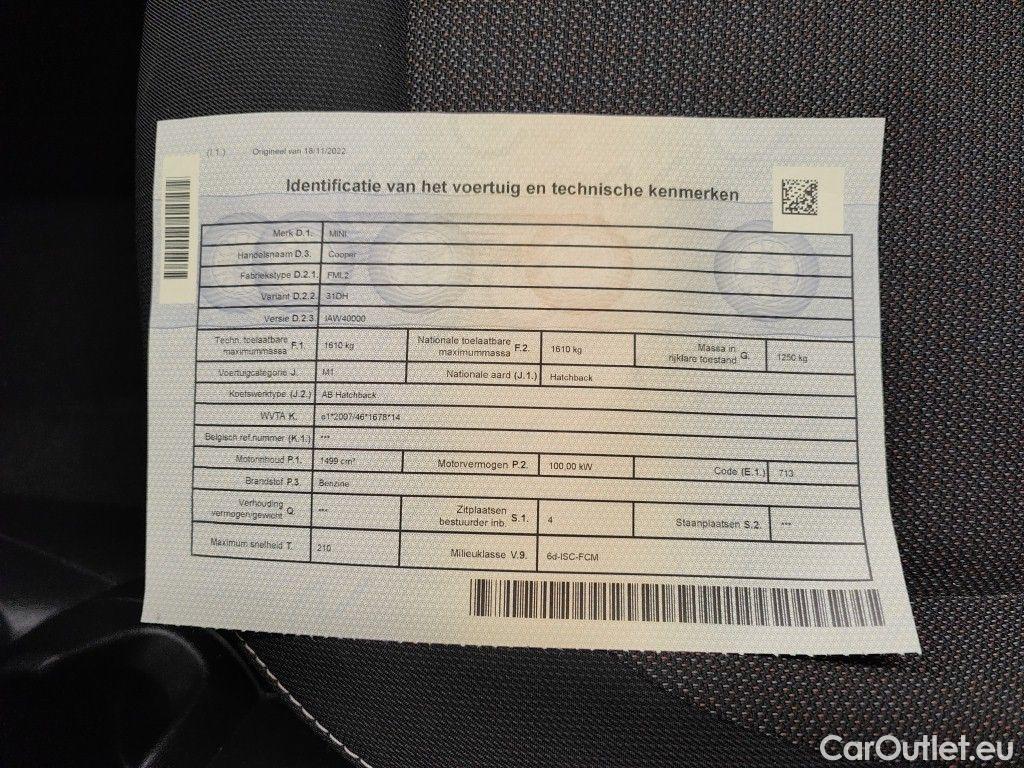 (I.1.) Origineel van 18/11/2022
Identificatie van het voertuig en technische kenmerken
Merk D.1. MINI
Handelsnaam D.3. Cooper
Fabriekstype D.2.1. FML2
Variant D.2.2. 31DH
Versie D.2.3. IAW40000
Techn. toelaatbare maximummassa F.1. 1610 kg Nationale toelaatbare maximummassa F.2. 1610 kg Massa in rijklare toestand G. 1250 kg
Voertuigcategorie J. M1 Nationale aard (J.1.) Hatchback
Koetswerktype (J.2.) AB Hatchback
WVTA K. e1*2007/46*1678*14
Belgisch ref.nummer (K.1.) ***
Motorinhoud P.1. 1499 cm³ Motorvermogen P.2. 100,00 kW Code (E.1.) 713
Brandstof P.3. Benzine
Verhouding vermogen/gewicht Q. *** Zitplaatsen bestuurder inb. S.1. 4 Staanplaatsen S.2. ***
Maximum snelheid T. 210 Milieuklasse V.9. 6d-ISC-FCM
CarOutlet.eu